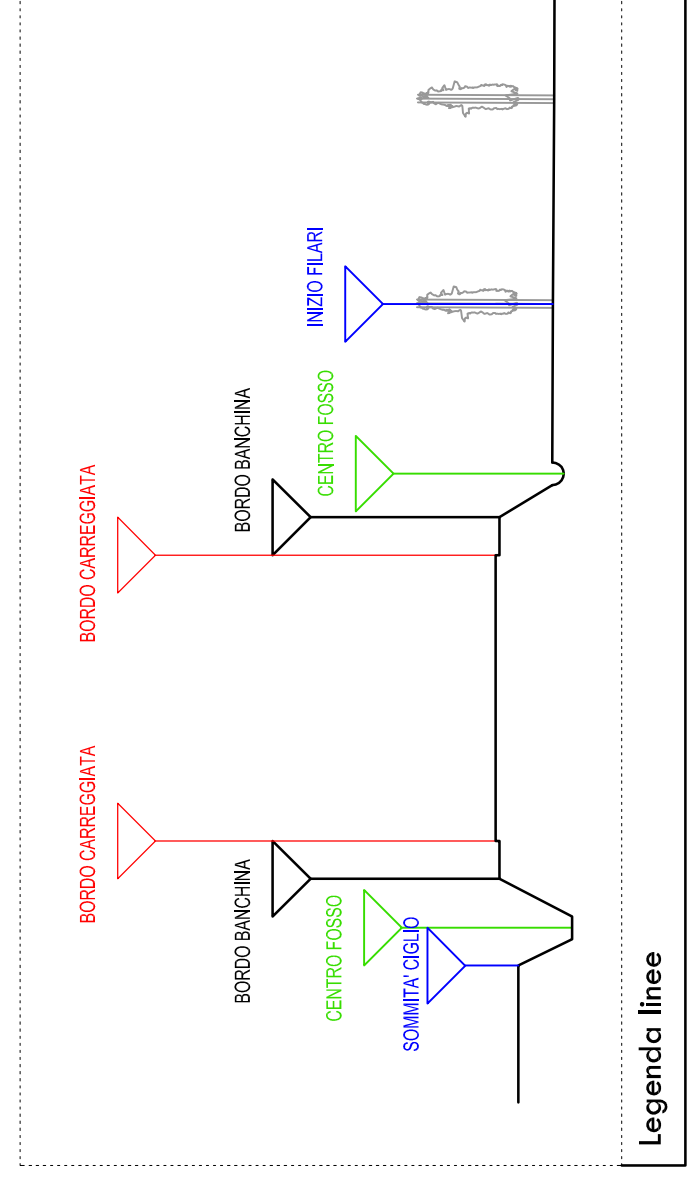 BORDO CARREGGIATA
BORDO CARREGGIATA
BORDO BANCHINA
BORDO BANCHINA
INIZIO FILARI
CENTRO FOSSO
CENTRO FOSSO
SOMMITA' CIGLIO
Legenda linee